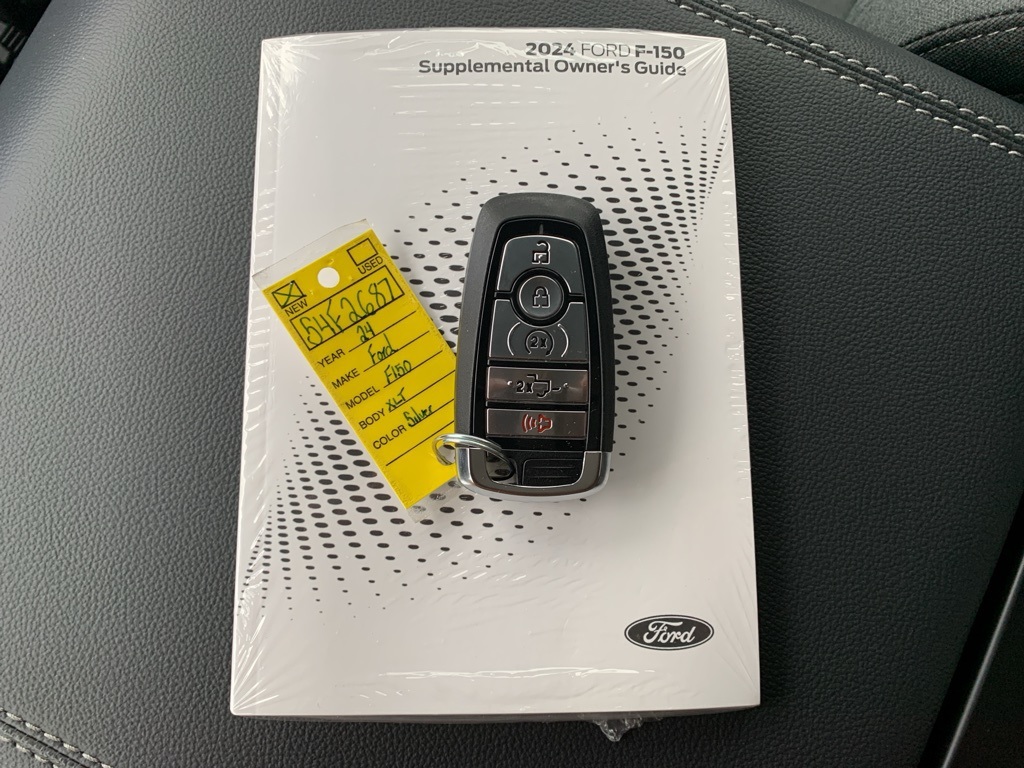 2024 FORD F-150
Supplemental Owner's Guide
NEW
USED
54F2687
YEAR 24
MAKE Ford
MODEL F150
BODY XLT
COLOR Silver
2x
2x
Ford